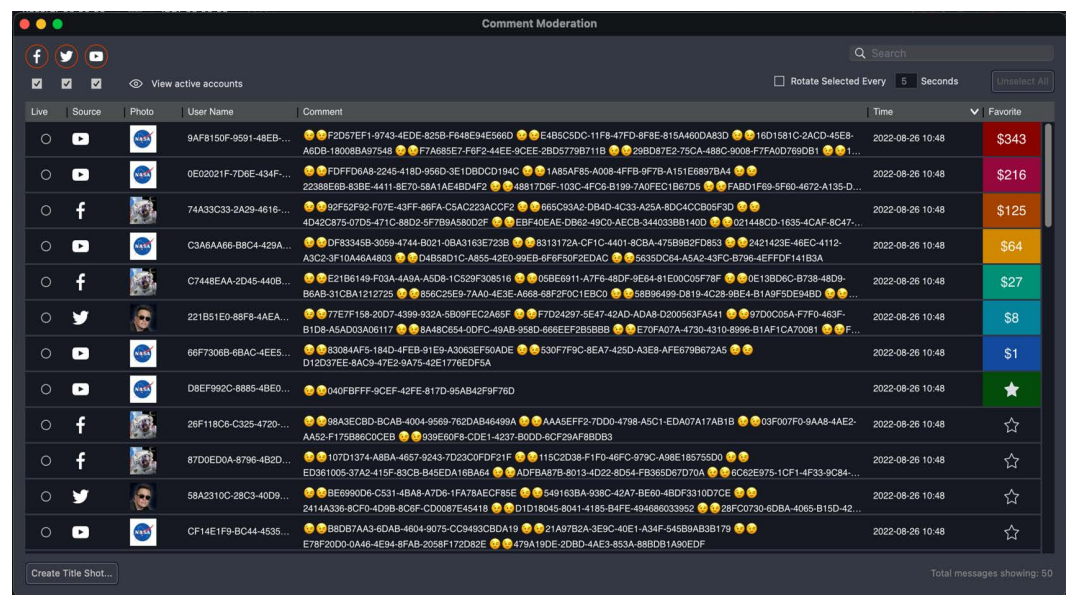 Comment Moderation
Search
View active accounts
Rotate Selected Every 5 Seconds
Unselect All
Live Source Photo User Name Comment Time Favorite
9AF8150F-9591-48EB-... 😉😉F2D57EF1-9743-4EDE-825B-F648E94E566D 😉😉E4B5C5DC-11F8-47FD-8F8E-815A460DA83D 😉😉16D1581C-2ACD-45E8- 2022-08-26 10:48 $343
A6DB-18008BA97548 😉😉F7A685E7-F6F2-44EE-9CEE-2BD5779B711B 😉😉29BD87E2-75CA-488C-9008-F7FA0D769DB1 😉😉1...
0E02021F-7D6E-434F-... 😉😉FDFFD6A8-2245-418D-956D-3E1DBDCD194C 😉😉1A85AF85-A008-4FFB-9F7B-A151E6897BA4 😉😉 2022-08-26 10:48 $216
22388E6B-83BE-4411-8E70-58A1AE4BD4F2 😉😉48817D6F-103C-4FC6-B199-7A0FEC1B67D5 😉😉FABD1F69-5F60-4672-A135-D...
74A33C33-2A29-4616-... 😉😉92F52F92-F07E-43FF-86FA-C5AC223ACCF2 😉😉665C93A2-DB4D-4C33-A25A-8DC4CCB05F3D 😉😉 2022-08-26 10:48 $125
4D42C875-07D5-471C-88D2-5F7B9A580D2F 😉😉EBF40EAE-DB62-49C0-AECB-344033BB140D 😉😉021448CD-1635-4CAF-8C47-...
C3A6AA66-B8C4-429A... 😉😉DF83345B-3059-4744-B021-0BA3163E723B 😉😉8313172A-CF1C-4401-8CBA-475B9B2FD853 😉😉2421423E-46EC-4112- 2022-08-26 10:48 $64
A3C2-3F10A46A4803 😉😉D4B58D1C-A855-42E0-99EB-6F6F50F2EDAC 😉😉5635DC64-A5A2-43FC-B796-4EFFDF141B3A
C7448EAA-2D45-440B... 😉😉E21B6149-F03A-4A9A-A5D8-1C529F308516 😉😉05BE6911-A7F6-48DF-9E64-81E00C05F78F 😉😉0E13BD6C-B738-48D9- 2022-08-26 10:48 $27
B6AB-31CBA1212725 😉😉856C25E9-7AA0-4E3E-A668-68F2F0C1EBC0 😉😉58B96499-D819-4C28-9BE4-B1A9F5DE94BD 😉😉...
221B51E0-88F8-4AEA... 😉😉77E7F158-20D7-4399-932A-5B09FEC2A65F 😉😉F7D24297-5E47-42AD-ADA8-D200563FA541 😉😉97D0C05A-F7F0-463F- 2022-08-26 10:48 $8
B1D8-A5AD03A06117 😉😉8A48C654-0DFC-49AB-958D-666EEF2B5BBB 😉😉E70FA07A-4730-4310-8996-B1AF1CA70081 😉😉F...
66F7306B-6BAC-4EE5... 😉😉83084AF5-184D-4FEB-91E9-A3063EF50ADE 😉😉530F7F9C-8EA7-425D-A3E8-AFE679B672A5 😉😉 2022-08-26 10:48 $1
D12D37EE-8AC9-47E2-9A75-42E1776EDF5A
D8EF992C-8885-4BE0... 😉😉040FBFFF-9CEF-42FE-817D-95AB42F9F76D 2022-08-26 10:48
26F118C6-C325-4720-... 😉😉98A3ECBD-BCAB-4004-9569-762DAB46499A 😉😉AAA5EFF2-7DD0-4798-A5C1-EDA07A17AB1B 😉😉03F007F0-9AA8-4AE2- 2022-08-26 10:48
AA52-F175B86C0CEB 😉😉939E60F8-CDE1-4237-B0DD-6CF29AF8BDB3
87D0ED0A-8796-4B2D... 😉😉107D1374-A8BA-4657-9243-7D23C0FDF21F 😉😉115C2D38-F1F0-46FC-979C-A98E185755D0 😉😉 2022-08-26 10:48
ED361005-37A2-415F-83CB-B45EDA16BA64 😉😉ADFBA87B-8013-4D22-8D54-FB365D67D70A 😉😉6C62E975-1CF1-4F33-9C84-...
58A2310C-28C3-40D9... 😉😉BE6990D6-C531-4BA8-A7D6-1FA78AECF85E 😉😉549163BA-938C-42A7-BE60-4BDF3310D7CE 😉😉 2022-08-26 10:48
2414A336-8CF0-4D9B-8C6F-CD0087E45418 😉😉D1D18045-8041-4185-B4FE-494686033952 😉😉28FC0730-6DBA-4065-B15D-42...
CF14E1F9-BC44-4535... 😉😉B8DB7AA3-6DAB-4604-9075-CC9493CBDA19 😉😉21A97B2A-3E9C-40E1-A34F-545B9AB3B179 😉😉 2022-08-26 10:48
E78F20D0-0A46-4E94-8FAB-2058F172D82E 😉😉479A19DE-2DBD-4AE3-853A-88BDB1A90EDF
Create Title Shot...
Total messages showing: 50